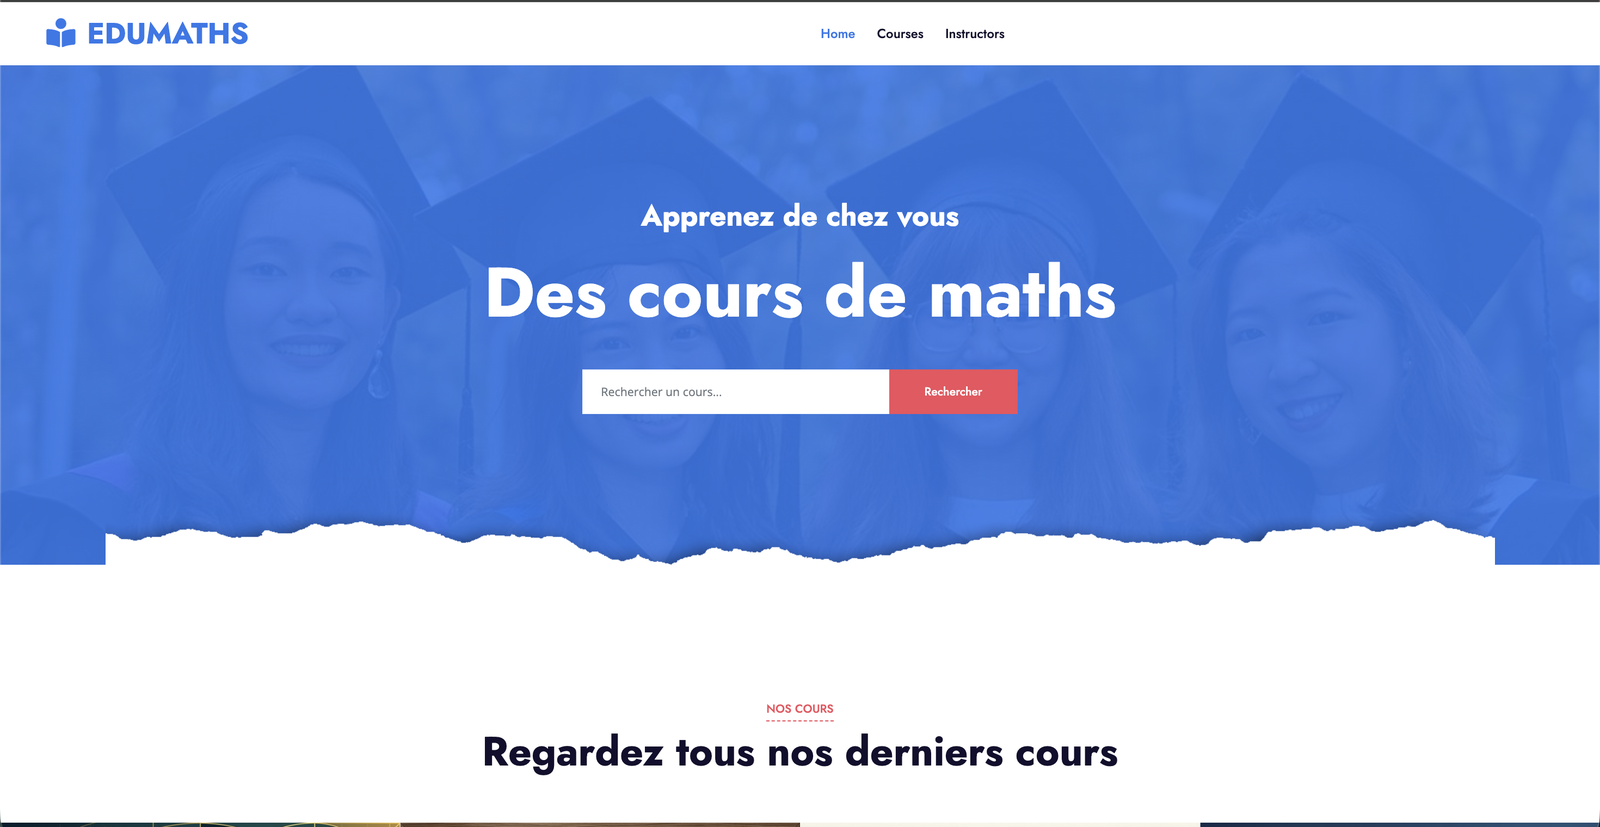 EDUMATHS
Home Courses Instructors
Apprenez de chez vous
Des cours de maths
Rechercher un cours... Rechercher
NOS COURS
Regardez tous nos derniers cours